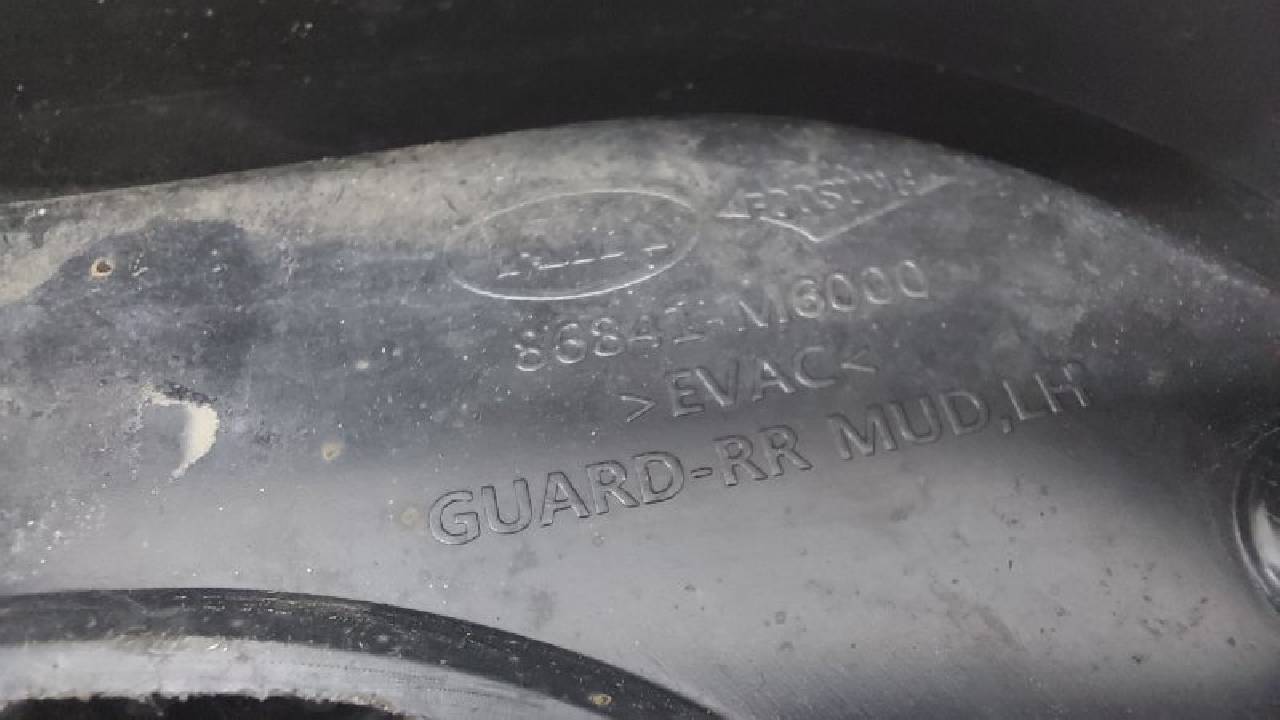 86841-M6000
>EVAC<
GUARD-RR MUD,LH